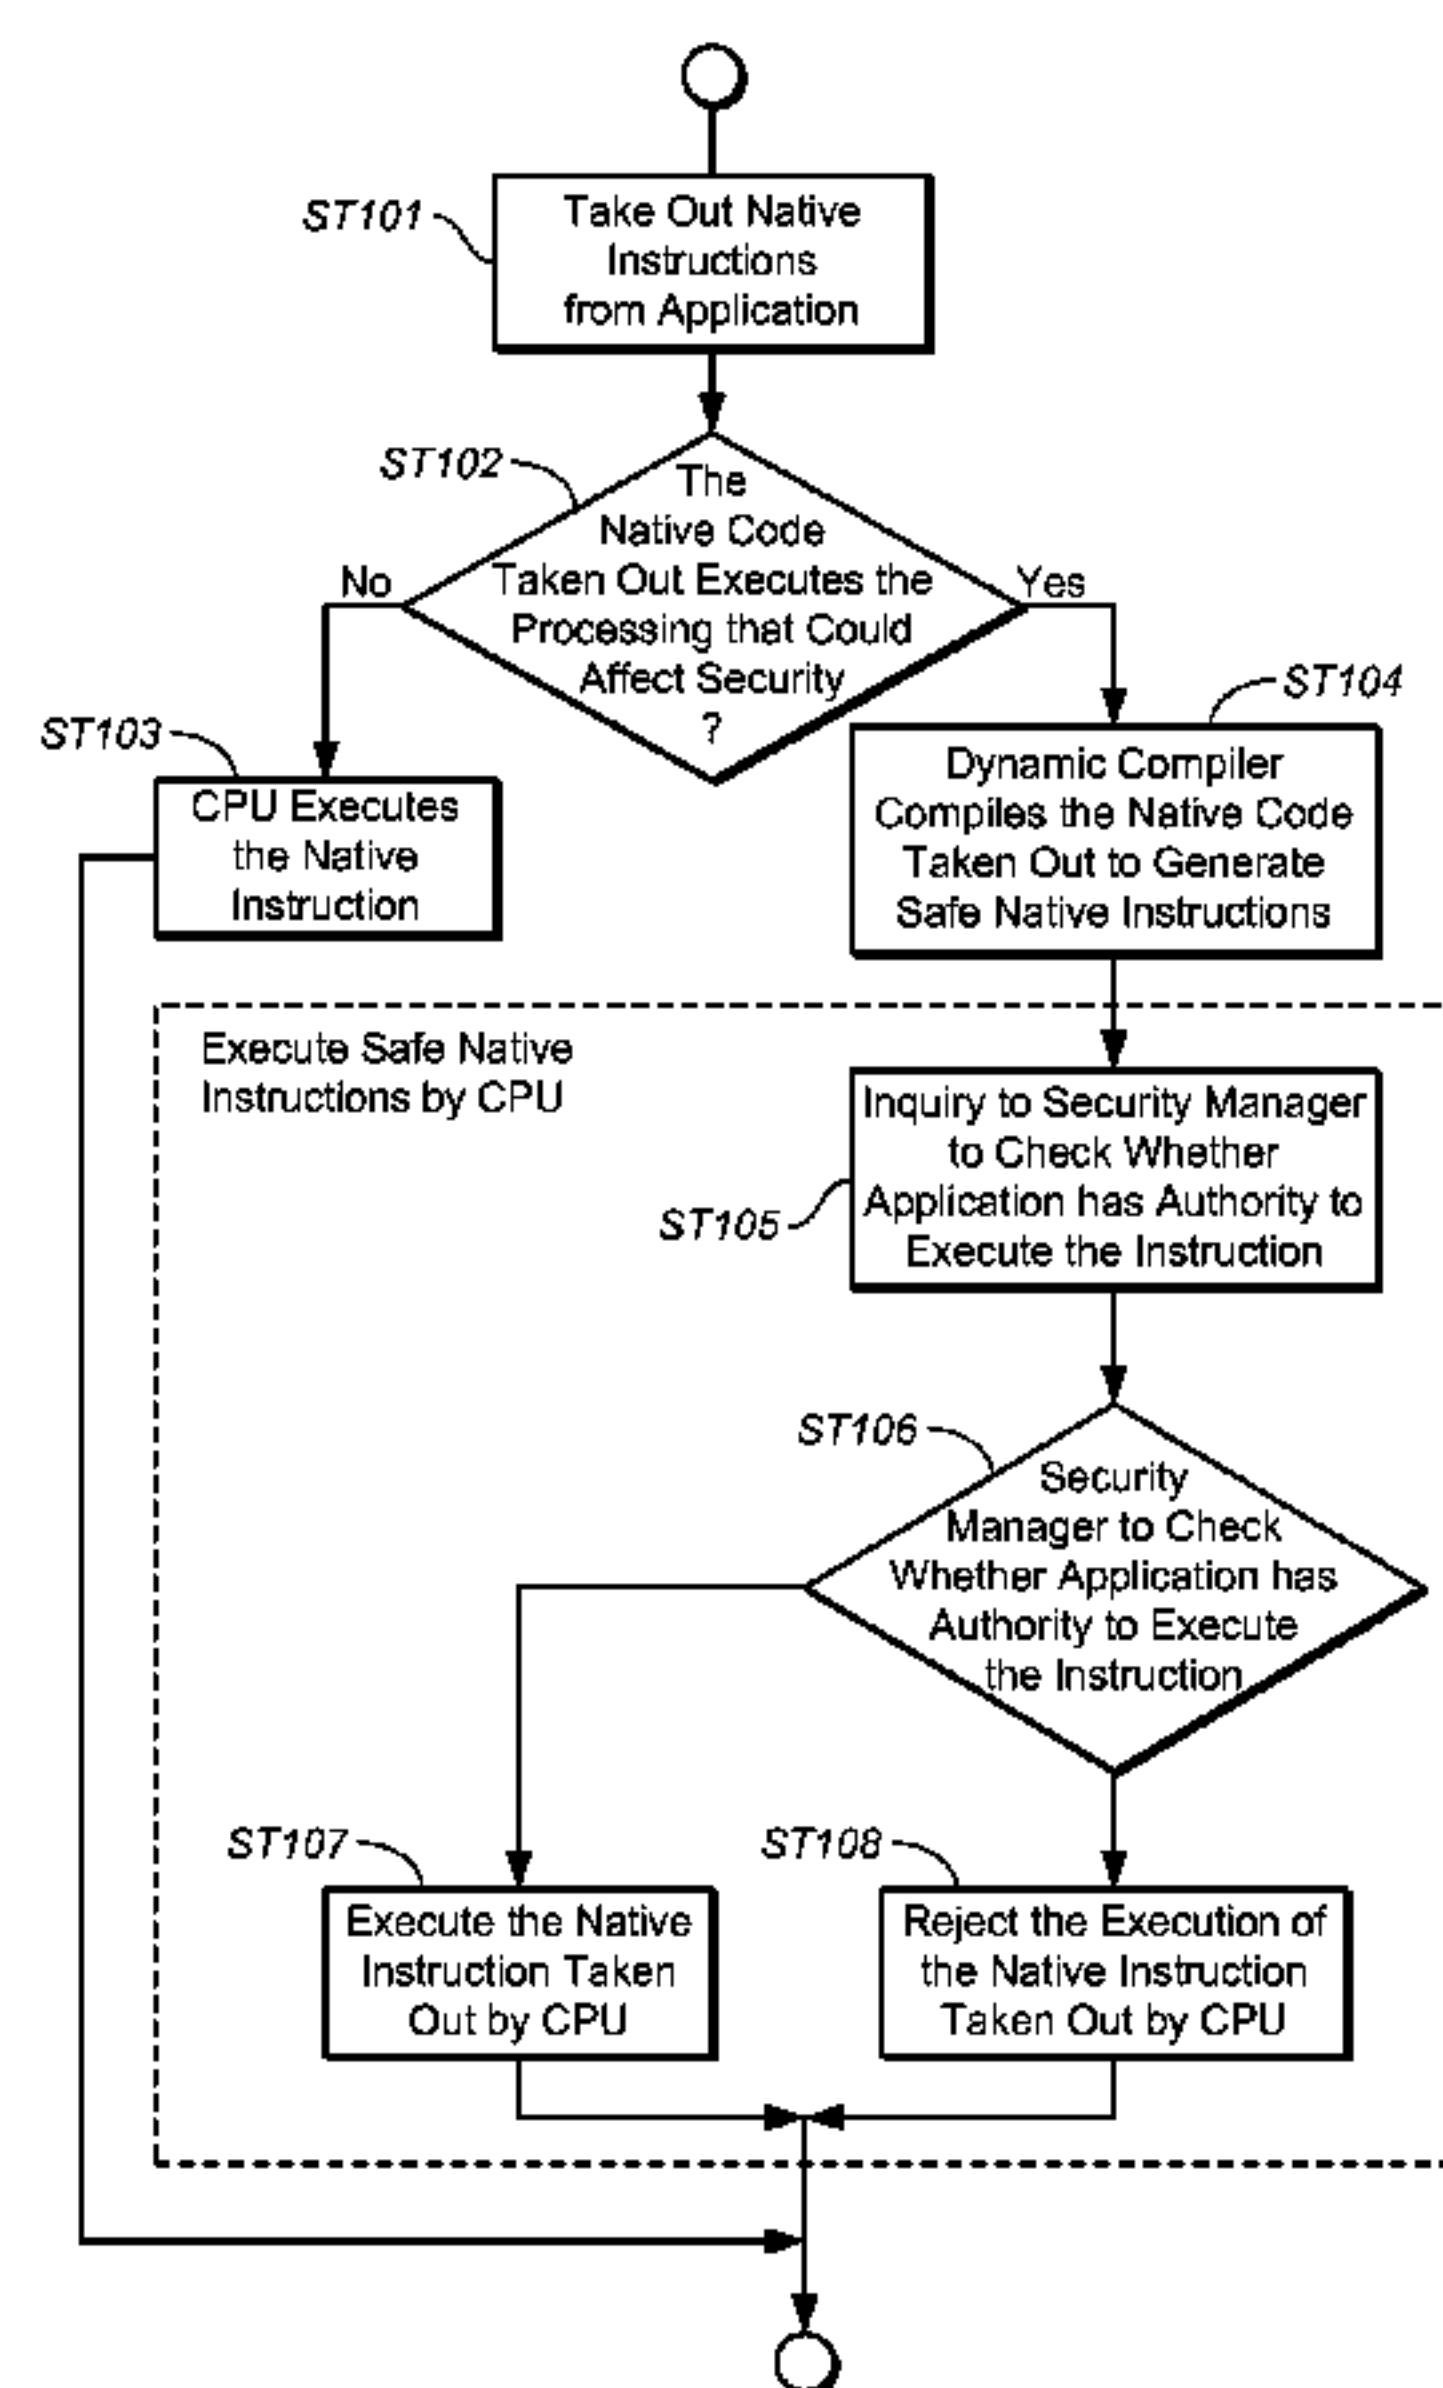 ST101
Take Out Native
Instructions
from Application
ST102
The
Native Code
Taken Out Executes the
Processing that Could
Affect Security
?
No
Yes
ST103
CPU Executes
the Native
Instruction
ST104
Dynamic Compiler
Compiles the Native Code
Taken Out to Generate
Safe Native Instructions
Execute Safe Native
Instructions by CPU
ST105
Inquiry to Security Manager
to Check Whether
Application has Authority to
Execute the Instruction
ST106
Security
Manager to Check
Whether Application has
Authority to Execute
the Instruction
ST107
Execute the Native
Instruction Taken
Out by CPU
ST108
Reject the Execution of
the Native Instruction
Taken Out by CPU